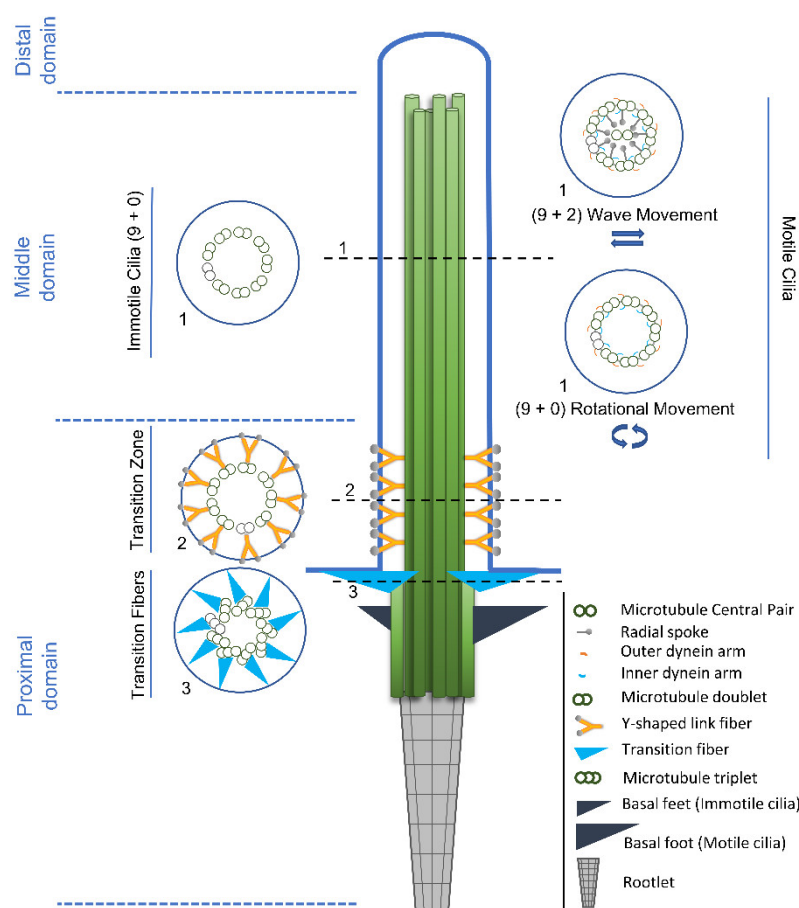 Distal
domain
Middle
domain
Immotile Cilia (9 + 0)
1
1
1
(9 + 2) Wave Movement
1
(9 + 0) Rotational Movement
Motile Cilia
Proximal
domain
Transition Zone
2
2
Transition Fibers
3
3
Microtubule Central Pair
Radial spoke
Outer dynein arm
Inner dynein arm
Microtubule doublet
Y-shaped link fiber
Transition fiber
Microtubule triplet
Basal feet (Immotile cilia)
Basal foot (Motile cilia)
Rootlet